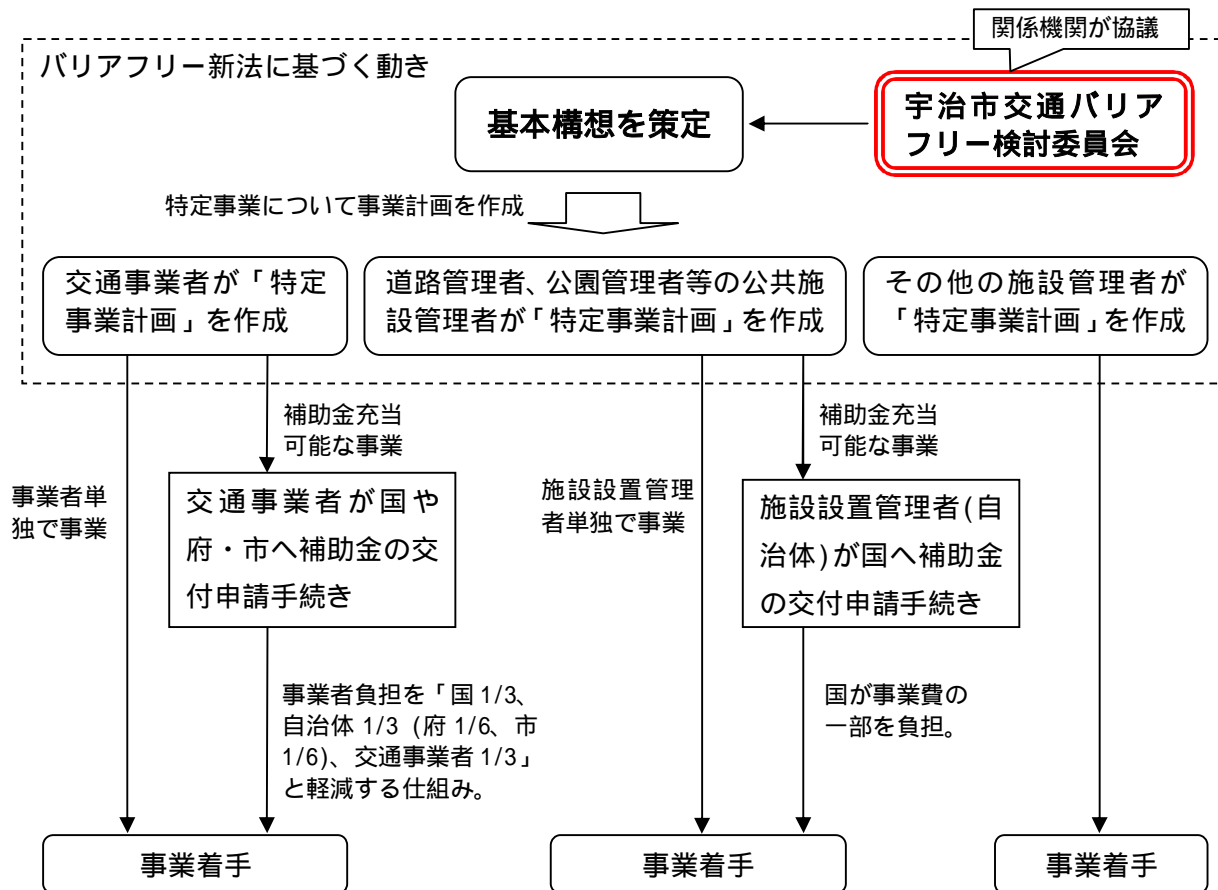 関係機関が協議
バリアフリー新法に基づく動き
基本構想を策定
宇治市交通バリア
フリー検討委員会
特定事業について事業計画を作成
交通事業者が「特定
事業計画」を作成
道路管理者、公園管理者等の公共施
設管理者が「特定事業計画」を作成
その他の施設管理者が
「特定事業計画」を作成
補助金充当
可能な事業
補助金充当
可能な事業
事業者単
独で事業
交通事業者が国や
府・市へ補助金の交
付申請手続き
施設設置管理
者単独で事業
施設設置管理者(自
治体)が国へ補助金
の交付申請手続き
事業者負担を「国 1/3、
自治体 1/3 (府 1/6、市
1/6)、交通事業者 1/3」
と軽減する仕組み。
国が事業費の
一部を負担。
事業着手
事業着手
事業着手